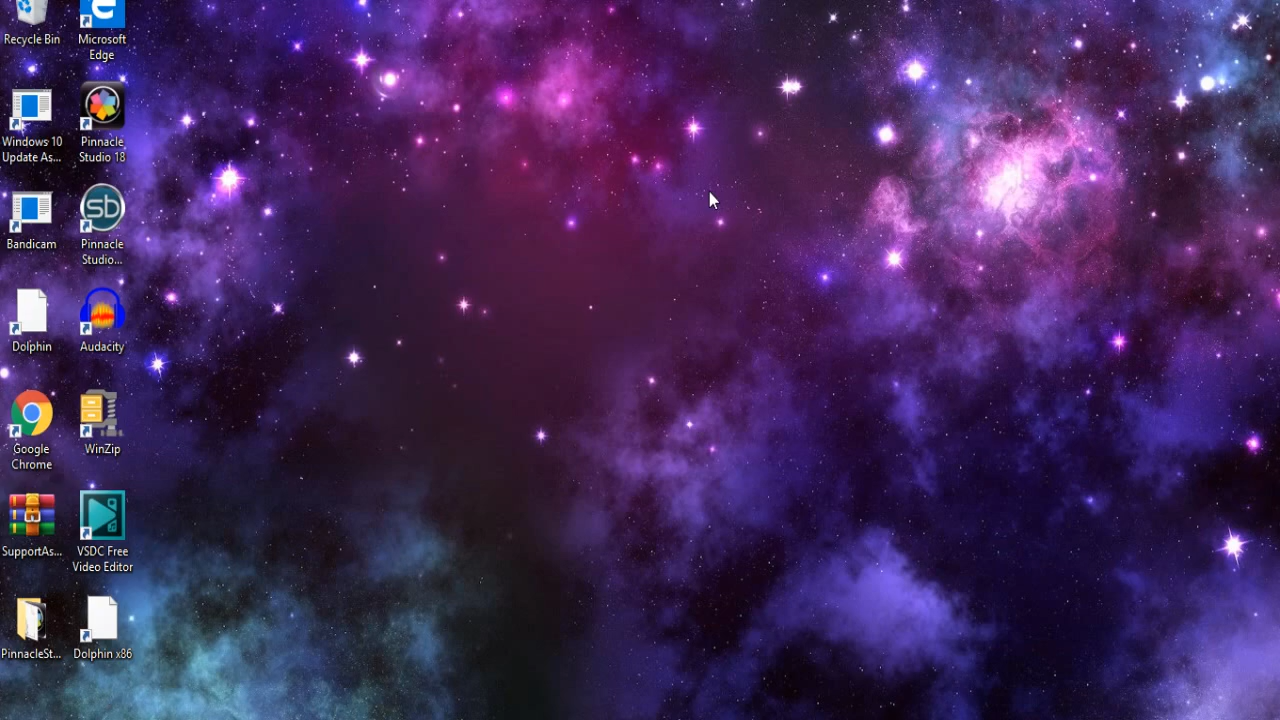 Recycle Bin
Microsoft
Edge
Windows 10
Update As...
Pinnacle
Studio 18
Bandicam
sb
Pinnacle
Studio...
Dolphin
Audacity
Google
Chrome
WinZip
SupportAs...
VSDC Free
Video Editor
PinnacleSt...
Dolphin x86